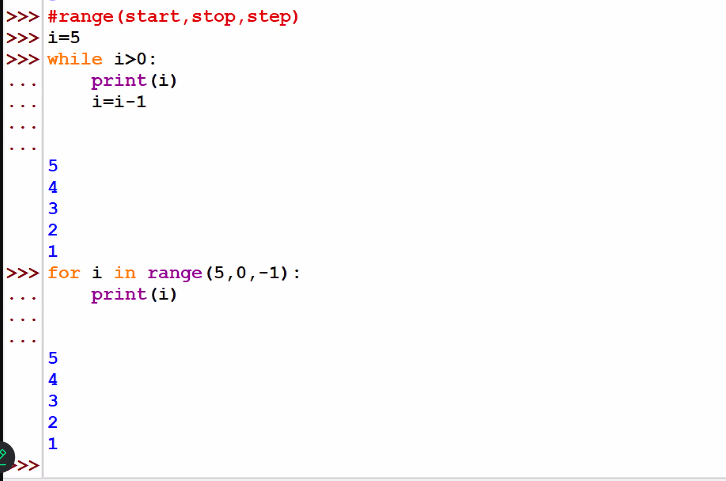 >>> #range(start,stop,step)
>>> i=5
>>> while i>0:
...     print(i)
...     i=i-1
...
...
5
4
3
2
1
>>> for i in range(5,0,-1):
...     print(i)
...
...
5
4
3
2
1
>>>